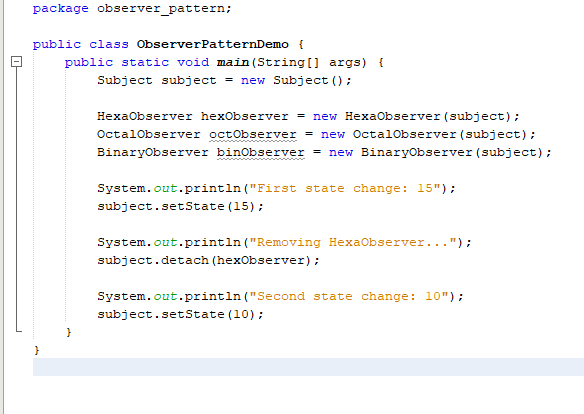 package observer_pattern;
public class ObserverPatternDemo {
public static void main(String[] args) {
Subject subject = new Subject();
HexaObserver hexObserver = new HexaObserver(subject);
OctalObserver octObserver = new OctalObserver(subject);
BinaryObserver binObserver = new BinaryObserver(subject);
System.out.println("First state change: 15");
subject.setState(15);
System.out.println("Removing HexaObserver...");
subject.detach(hexObserver);
System.out.println("Second state change: 10");
subject.setState(10);
}
}